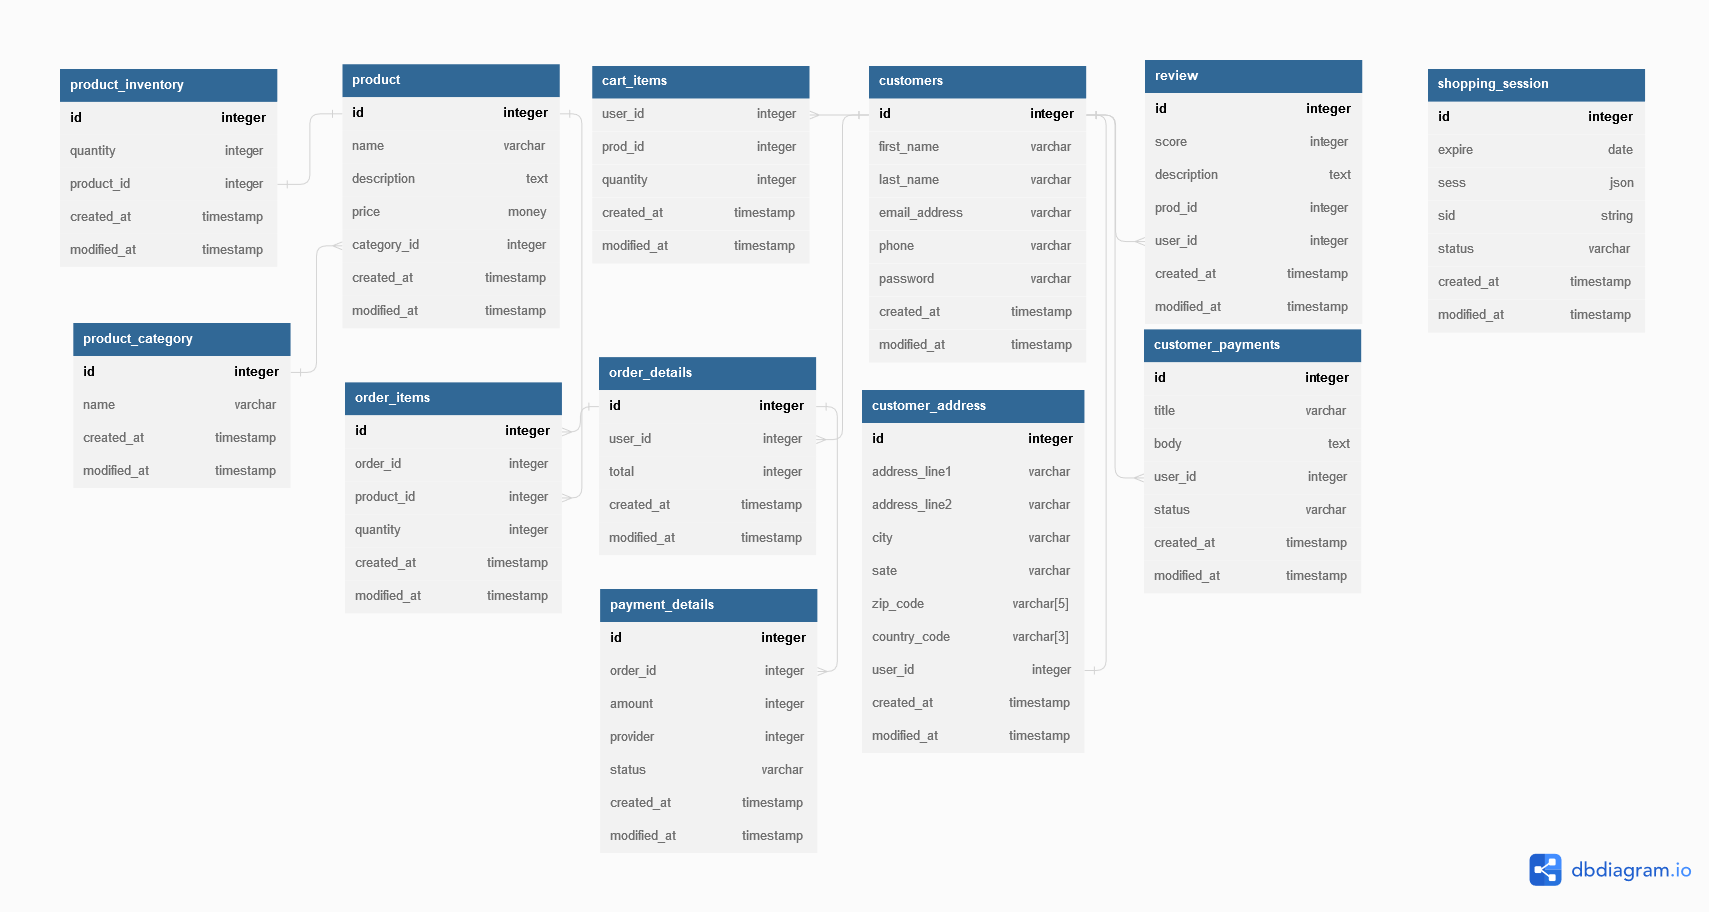 product_inventory
id integer
quantity integer
product_id integer
created_at timestamp
modified_at timestamp
product
id integer
name varchar
description text
price money
category_id integer
created_at timestamp
modified_at timestamp
cart_items
user_id integer
prod_id integer
quantity integer
created_at timestamp
modified_at timestamp
customers
id integer
first_name varchar
last_name varchar
email_address varchar
phone varchar
password varchar
created_at timestamp
modified_at timestamp
review
id integer
score integer
description text
prod_id integer
user_id integer
created_at timestamp
modified_at timestamp
shopping_session
id integer
expire date
sess json
sid string
status varchar
created_at timestamp
modified_at timestamp
product_category
id integer
name varchar
created_at timestamp
modified_at timestamp
order_items
id integer
order_id integer
product_id integer
quantity integer
created_at timestamp
modified_at timestamp
order_details
id integer
user_id integer
total integer
created_at timestamp
modified_at timestamp
customer_address
id integer
address_line1 varchar
address_line2 varchar
city varchar
sate varchar
zip_code varchar[5]
country_code varchar[3]
user_id integer
created_at timestamp
modified_at timestamp
customer_payments
id integer
title varchar
body text
user_id integer
status varchar
created_at timestamp
modified_at timestamp
payment_details
id integer
order_id integer
amount integer
provider integer
status varchar
created_at timestamp
modified_at timestamp
dbdiagram.io